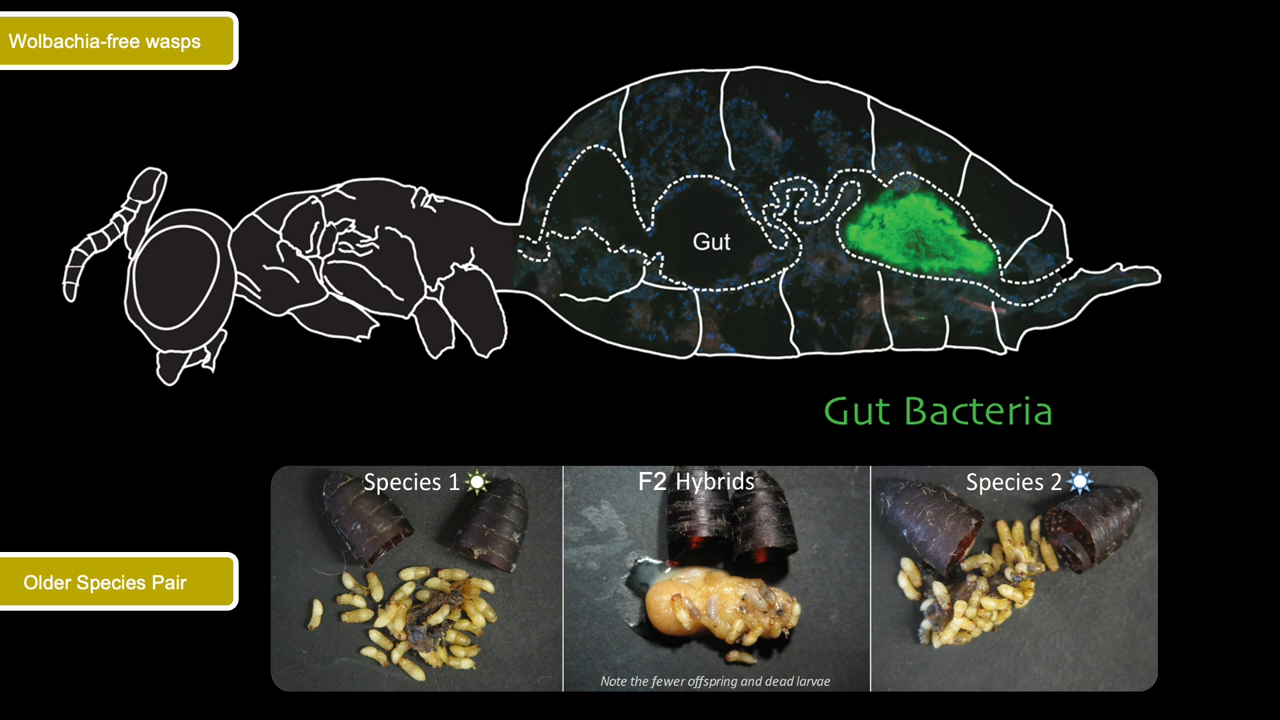 Wolbachia-free wasps
Gut
Gut Bacteria
Species 1
F2 Hybrids
Species 2
Older Species Pair
Note the fewer offspring and dead larvae